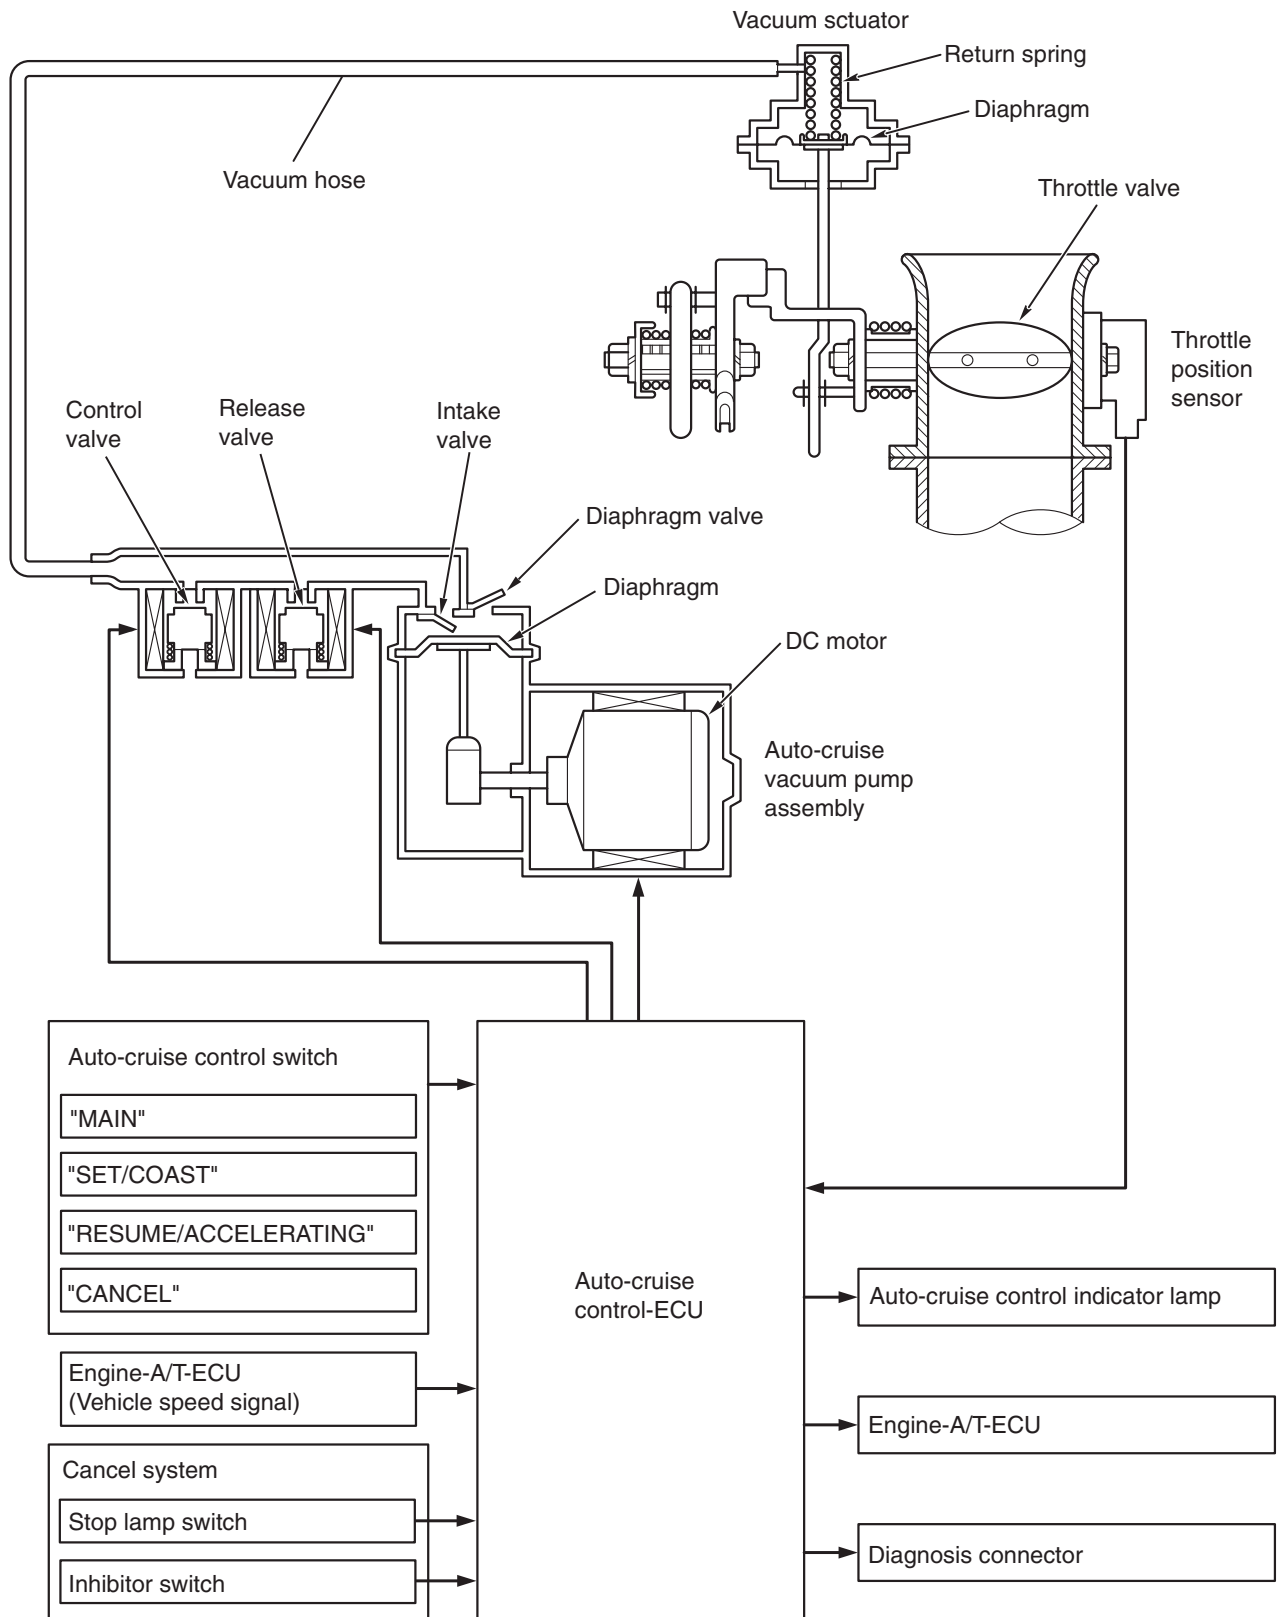 Vacuum sctuator
Return spring
Diaphragm
Vacuum hose
Throttle valve
Throttle
position
sensor
Control
valve
Release
valve
Intake
valve
Diaphragm valve
Diaphragm
DC motor
Auto-cruise
vacuum pump
assembly
Auto-cruise control switch
"MAIN"
"SET/COAST"
"RESUME/ACCELERATING"
"CANCEL"
Engine-A/T-ECU
(Vehicle speed signal)
Cancel system
Stop lamp switch
Inhibitor switch
Auto-cruise
control-ECU
Auto-cruise control indicator lamp
Engine-A/T-ECU
Diagnosis connector